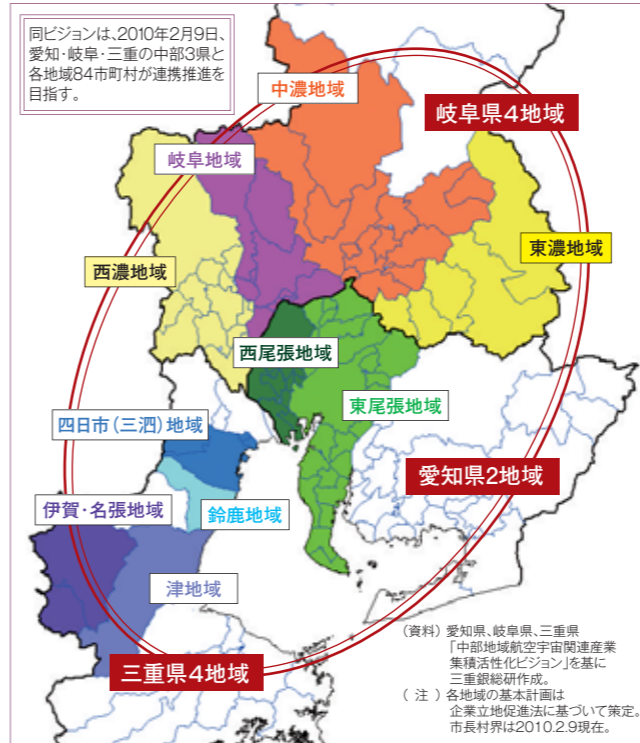 同ビジョンは、2010年2月9日、
愛知・岐阜・三重の中部3県と
各地域84市町村が連携推進を
目指す。
中濃地域
岐阜県4地域
岐阜地域
東濃地域
西濃地域
西尾張地域
東尾張地域
四日市(三泗)地域
愛知県2地域
伊賀・名張地域
鈴鹿地域
津地域
三重県4地域
(資料) 愛知県、岐阜県、三重県
「中部地域航空宇宙関連産業
集積活性化ビジョン」を基に
三重銀総研作成。
( 注 ) 各地域の基本計画は
企業立地促進法に基づいて策定。
市長村界は2010.2.9現在。